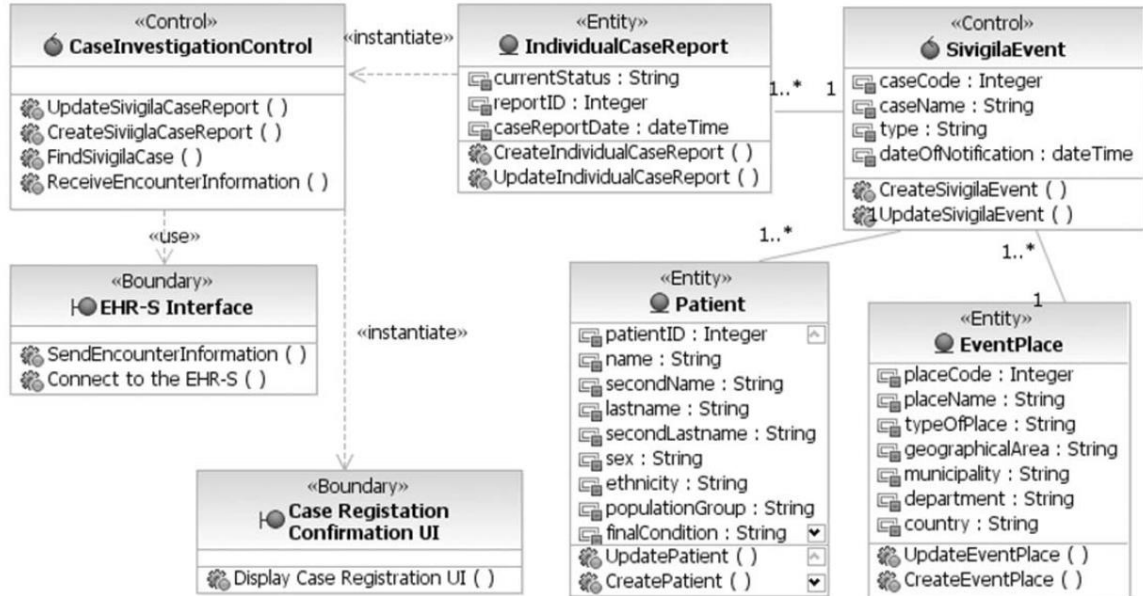 «Control»
CaseInvestigationControl
UpdateSivigilaCaseReport ( )
CreateSiviiglaCaseReport ( )
FindSivigilaCase ( )
ReceiveEncounterInformation ( )
«instantiate»
«Entity»
IndividualCaseReport
currentStatus : String
reportID : Integer
caseReportDate : dateTime
CreateIndividualCaseReport ( )
UpdateIndividualCaseReport ( )
1..*
1
«Control»
SivigilaEvent
caseCode : Integer
caseName : String
type : String
dateOfNotification : dateTime
CreateSivigilaEvent ( )
1
UpdateSivigilaEvent ( )
«use»
«Boundary»
EHR-S Interface
SendEncounterInformation ( )
Connect to the EHR-S ( )
«instantiate»
«Boundary»
Case Registation
Confirmation UI
Display Case Registration UI ( )
1..*
«Entity»
Patient
patientID : Integer
name : String
secondName : String
lastname : String
secondLastname : String
sex : String
ethnicity : String
populationGroup : String
finalCondition : String
UpdatePatient ( )
CreatePatient ( )
1..*
1
«Entity»
EventPlace
placeCode : Integer
placeName : String
typeOfPlace : String
geographicalArea : String
municipality : String
department : String
country : String
UpdateEventPlace ( )
CreateEventPlace ( )